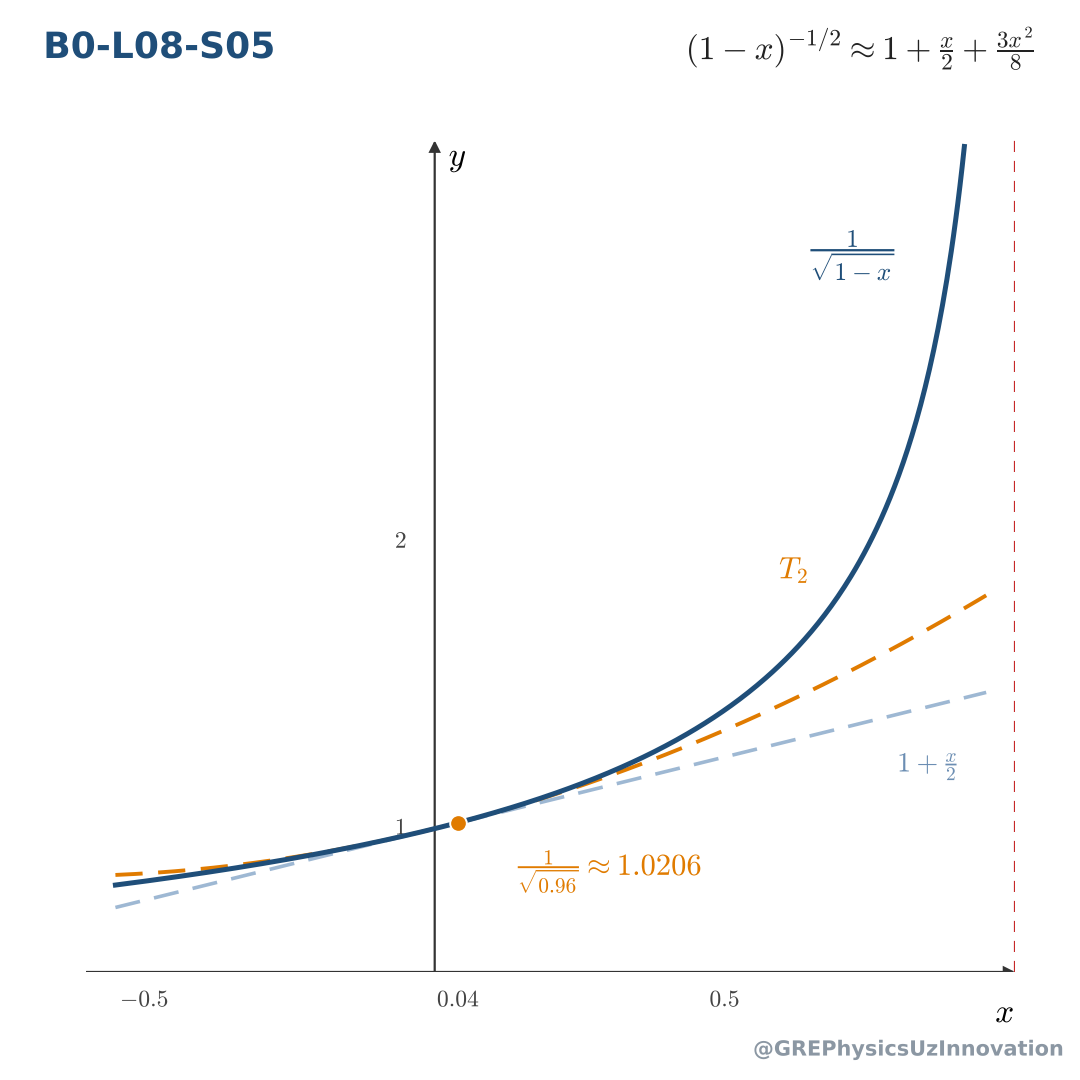 B0-L08-S05
(1 − x)^{−1/2} ≈ 1 + x/2 + 3x²/8
y
1/√(1 − x)
2
T₂
1 + x/2
1
1/√0.96 ≈ 1.0206
−0.5 0.04 0.5
x
@GREPhysicsUzInnovation